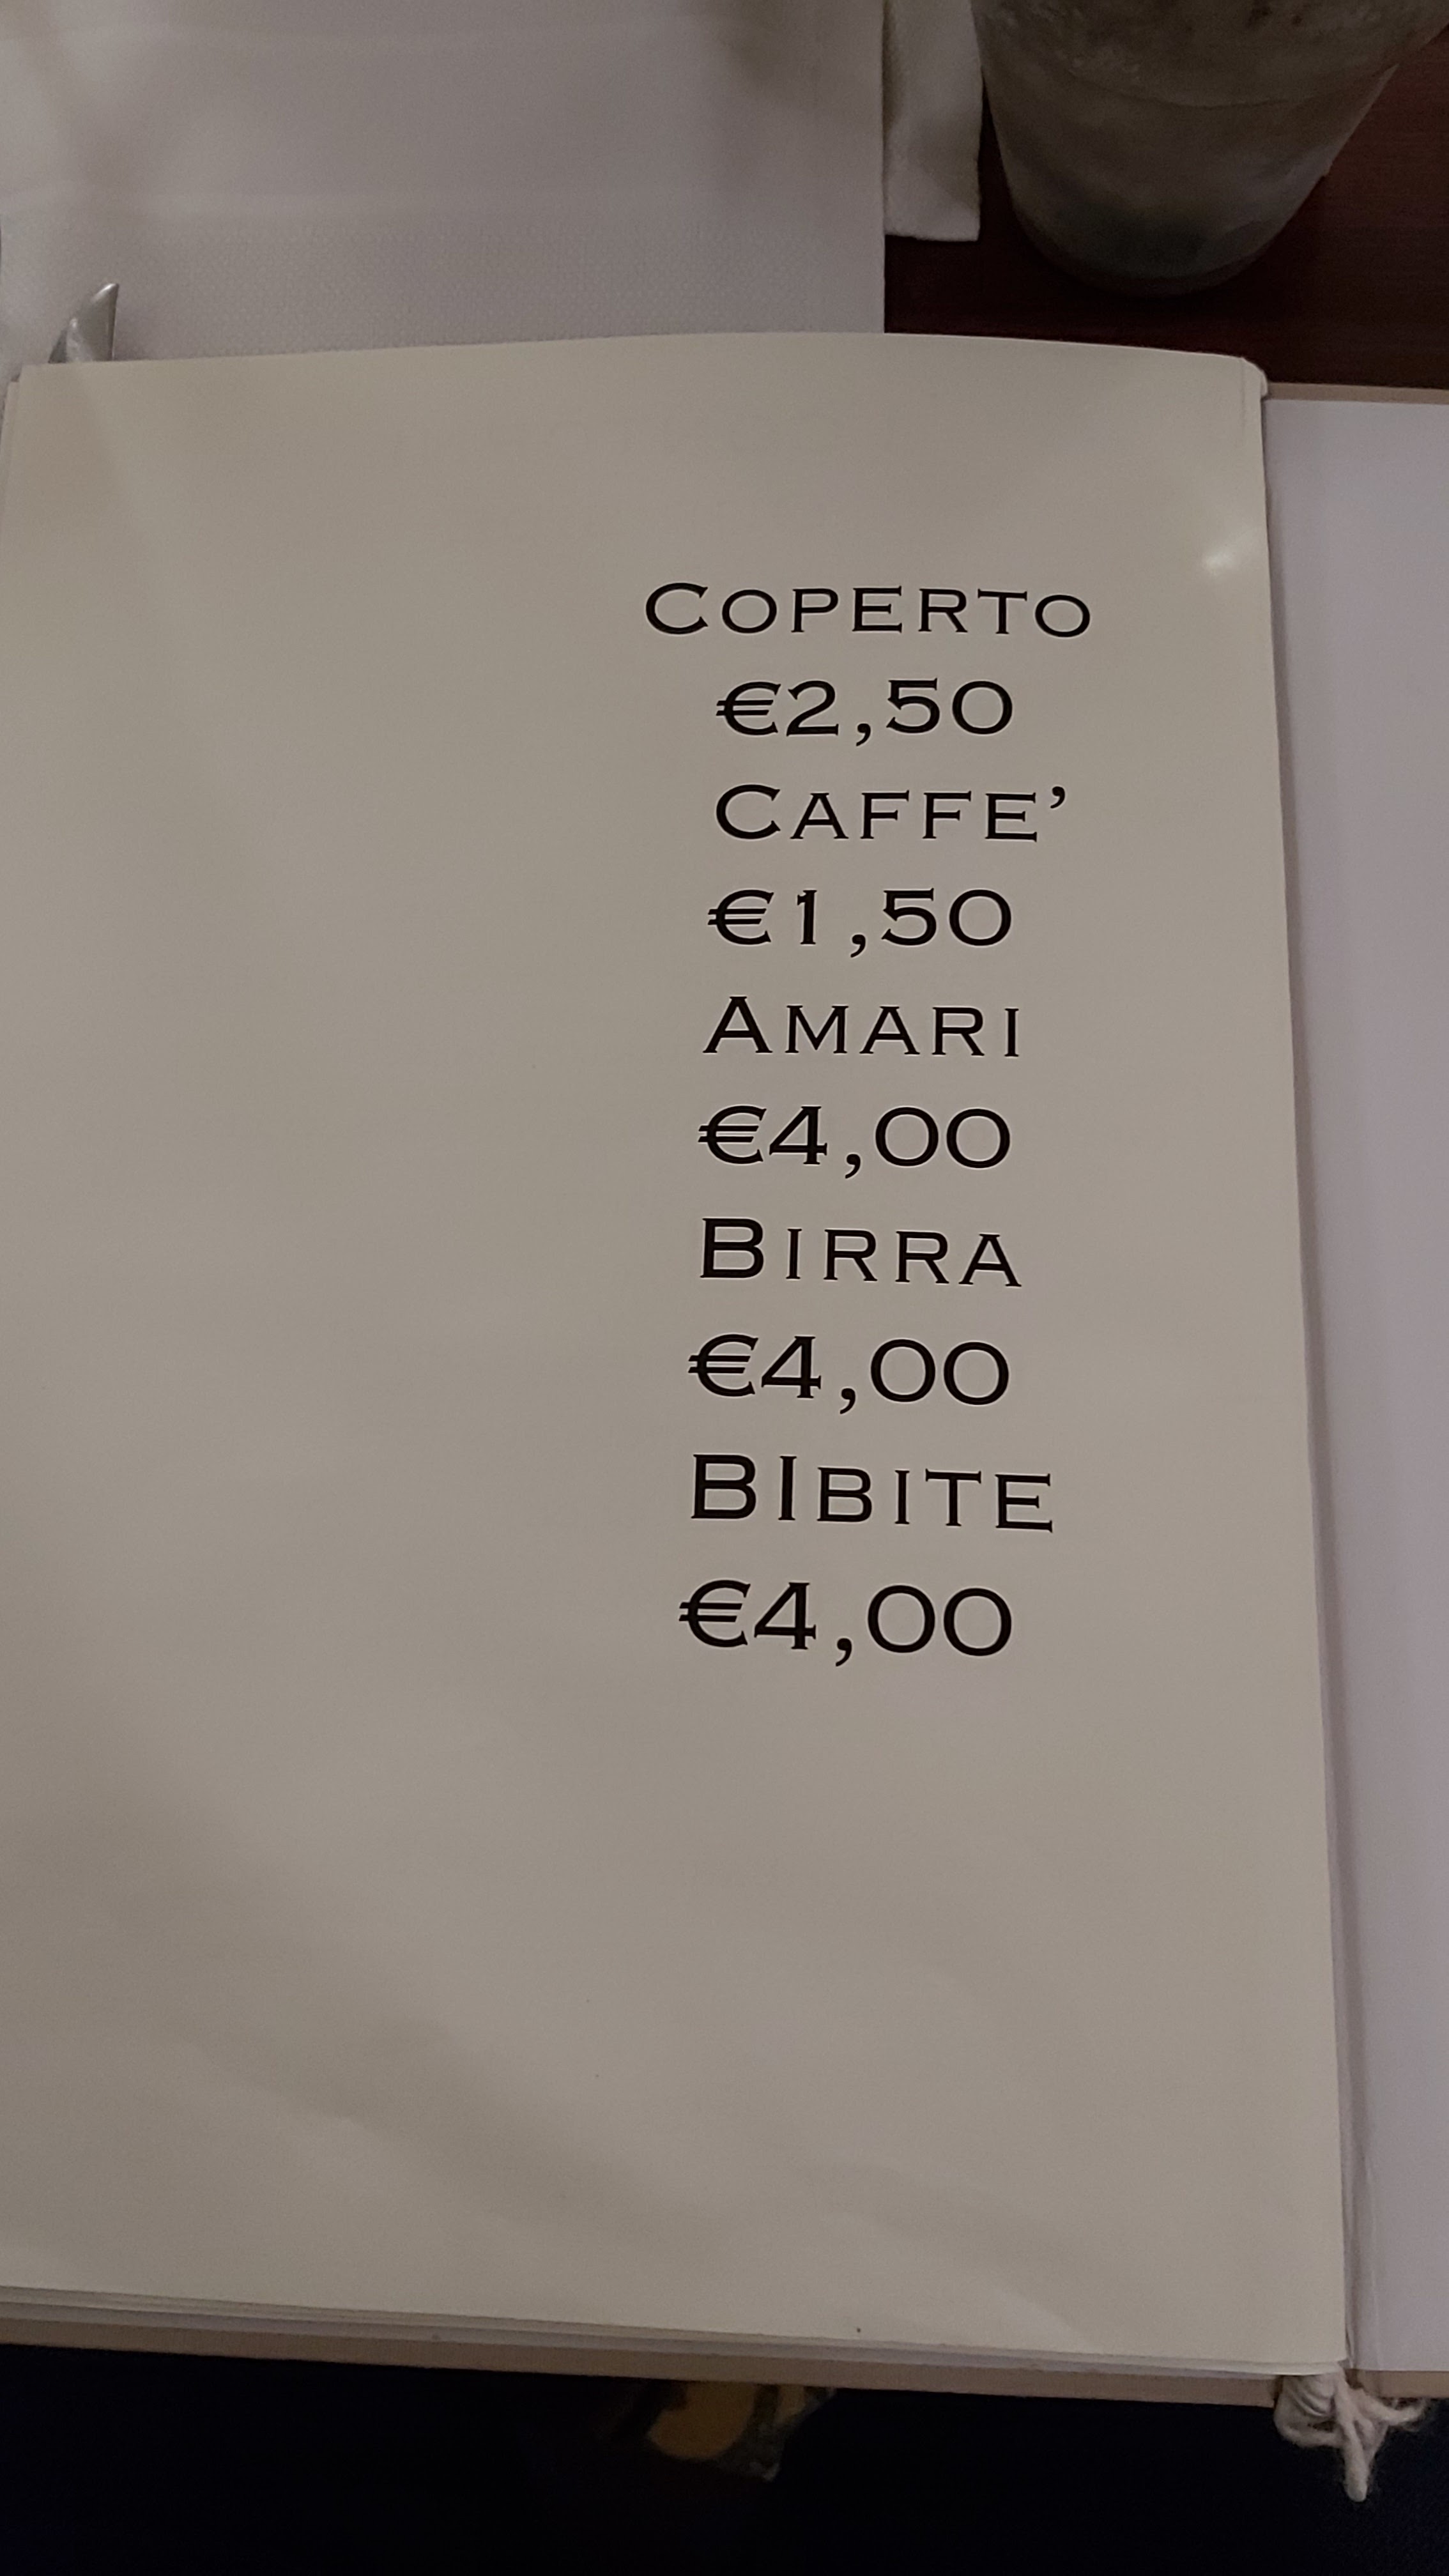 COPERTO
€2,50
CAFFE’
€1,50
AMARI
€4,00
BIRRA
€4,00
BIBITE
€4,00